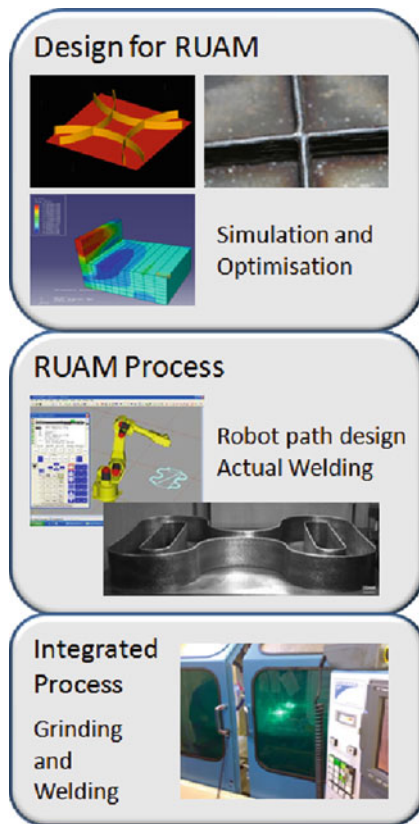 Design for RUAM
Simulation and
Optimisation
RUAM Process
Robot path design
Actual Welding
Integrated
Process
Grinding
and
Welding